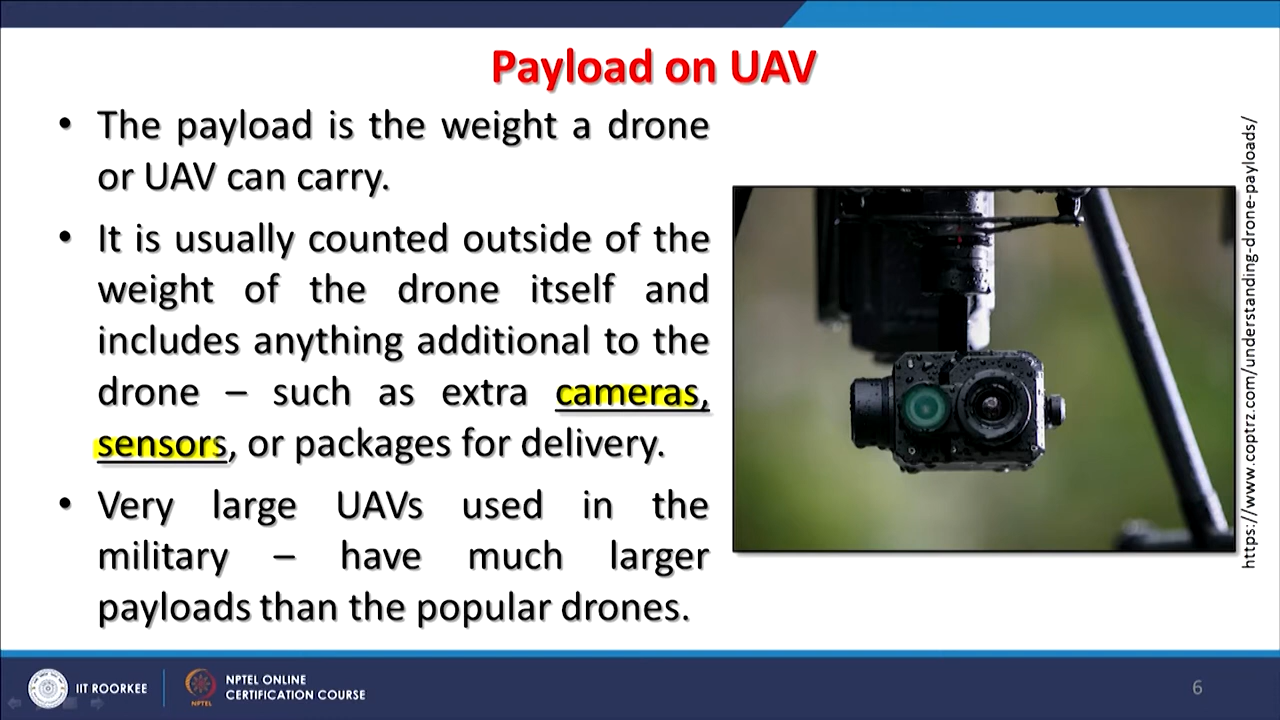 Payload on UAV
• The payload is the weight a drone
or UAV can carry.
• It is usually counted outside of the
weight of the drone itself and
includes anything additional to the
drone – such as extra cameras,
sensors, or packages for delivery.
• Very large UAVs used in the
military – have much larger
payloads than the popular drones.
https://www.coptrz.com/understanding-drone-payloads/
IIT ROORKEE
NPTEL
NPTEL ONLINE
CERTIFICATION COURSE
6